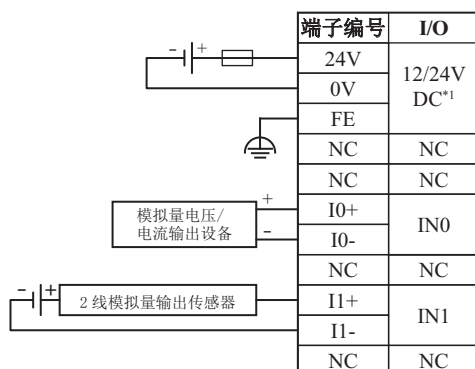 端子编号 I/O
- + 24V 12/24V
0V DC*1
FE
NC NC
NC NC
模拟量电压/ + I0+ IN0
电流输出设备 - I0-
NC NC
- + 2 线模拟量输出传感器 I1+ IN1
I1-
NC NC